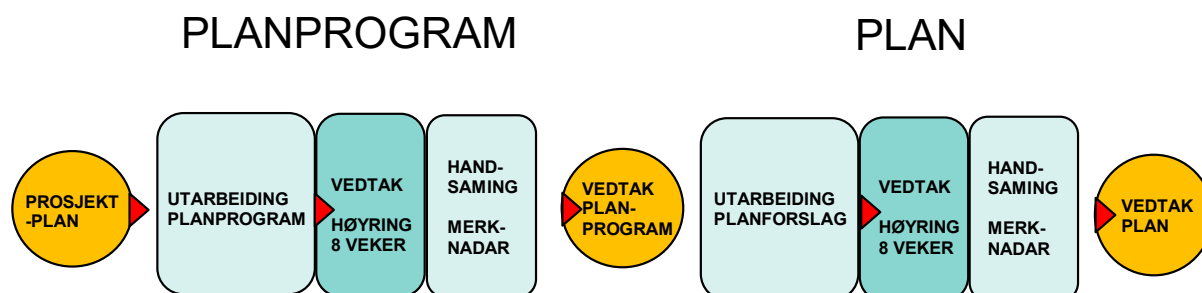 PLANPROGRAM
PLAN
PROSJEKT
-PLAN
UTARBEIDING
PLANPROGRAM
VEDTAK
HØYRING
8 VEKER
HAND-
SAMING
MERK-
NADAR
VEDTAK
PLAN-
PROGRAM
UTARBEIDING
PLANFORSLAG
VEDTAK
HØYRING
8 VEKER
HAND-
SAMING
MERK-
NADAR
VEDTAK
PLAN